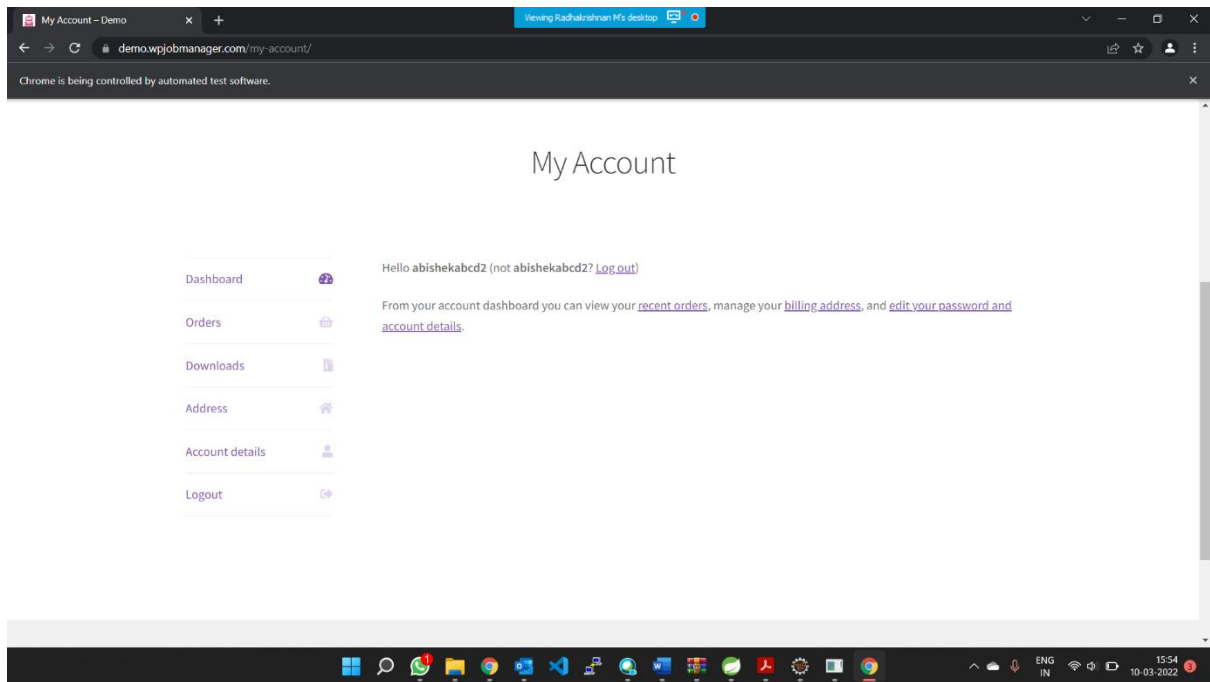 My Account – Demo
Viewing Radhakrishnan M's desktop
demo.wpjobmanager.com/my-account/
Chrome is being controlled by automated test software.
My Account
Dashboard
Orders
Downloads
Address
Account details
Logout
Hello abishekabcd2 (not abishekabcd2? Log out)
From your account dashboard you can view your recent orders, manage your billing address, and edit your password and
account details.
1
ENG
IN
15:54
10-03-2022
3